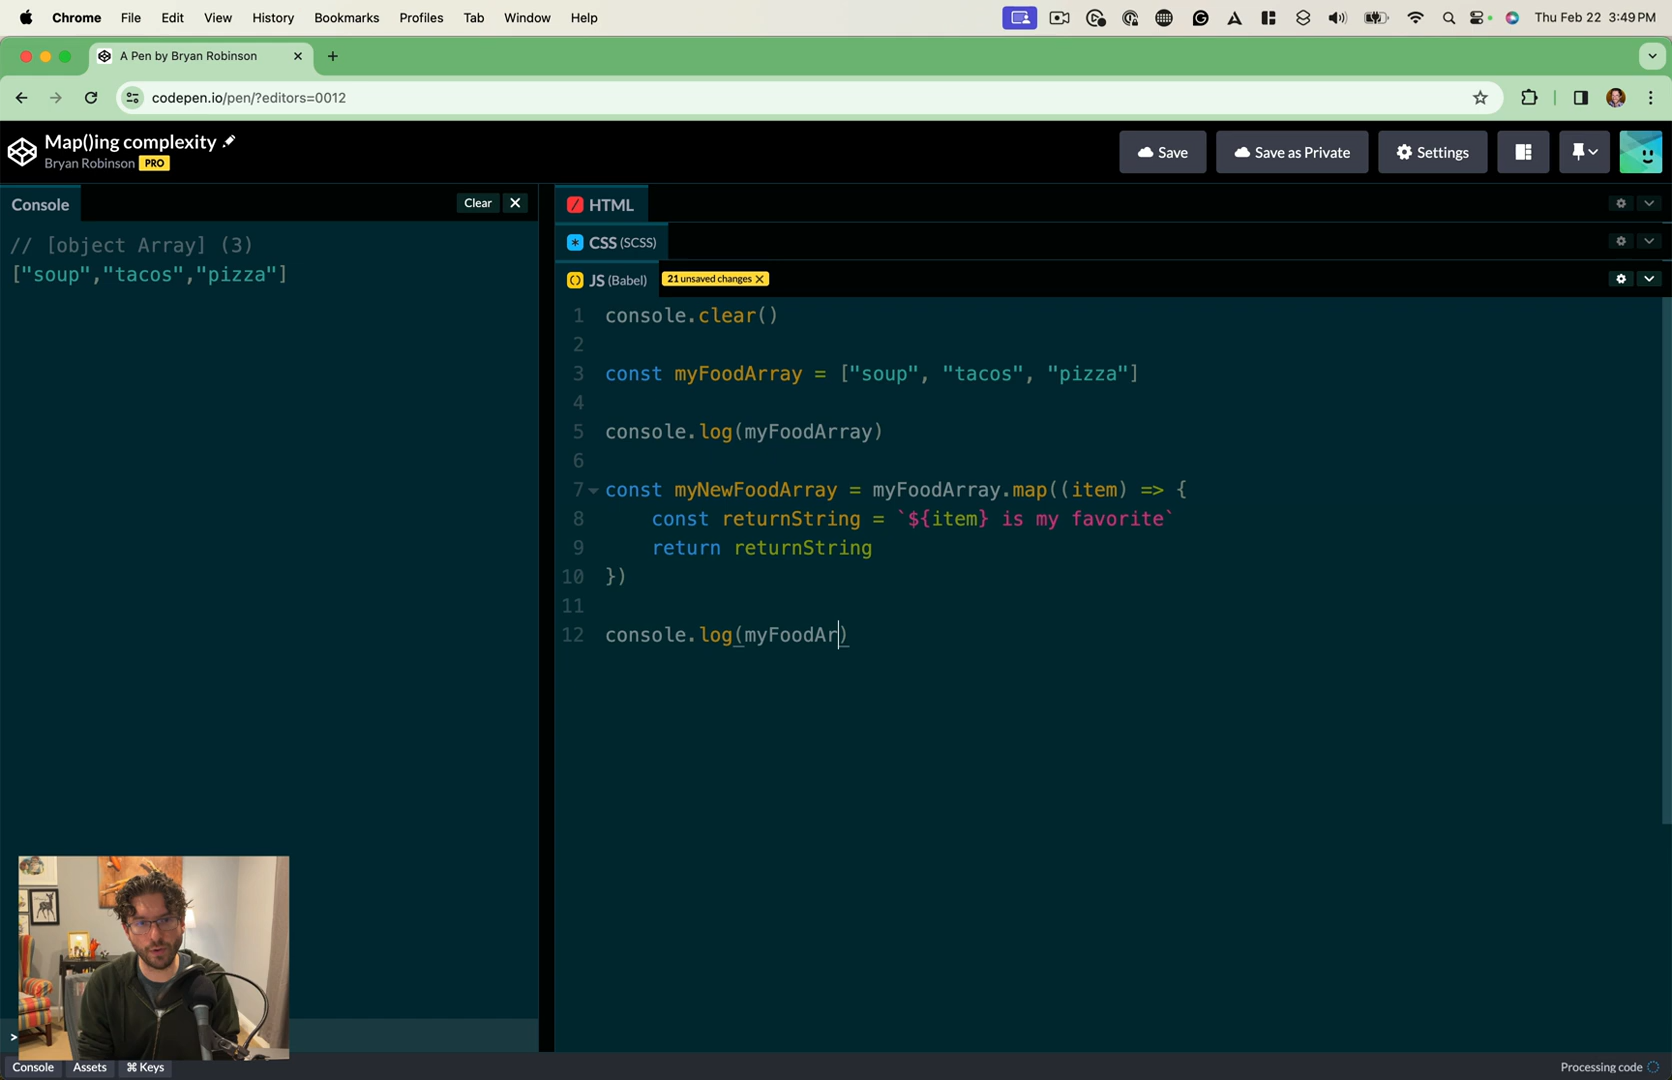 Chrome File Edit View History Bookmarks Profiles Tab Window Help Thu Feb 22 3:49 PM
A Pen by Bryan Robinson
codepen.io/pen/?editors=0012
Map()ing complexity
Bryan Robinson PRO
Save Save as Private Settings
Console Clear
// [object Array] (3)
["soup","tacos","pizza"]
HTML
CSS (SCSS)
JS (Babel) 21 unsaved changes
1 console.clear()
2
3 const myFoodArray = ["soup", "tacos", "pizza"]
4
5 console.log(myFoodArray)
6
7 const myNewFoodArray = myFoodArray.map((item) => {
8 const returnString = `${item} is my favorite`
9 return returnString
10 })
11
12 console.log(myFoodAr)
>
Console Assets ⌘ Keys Processing code